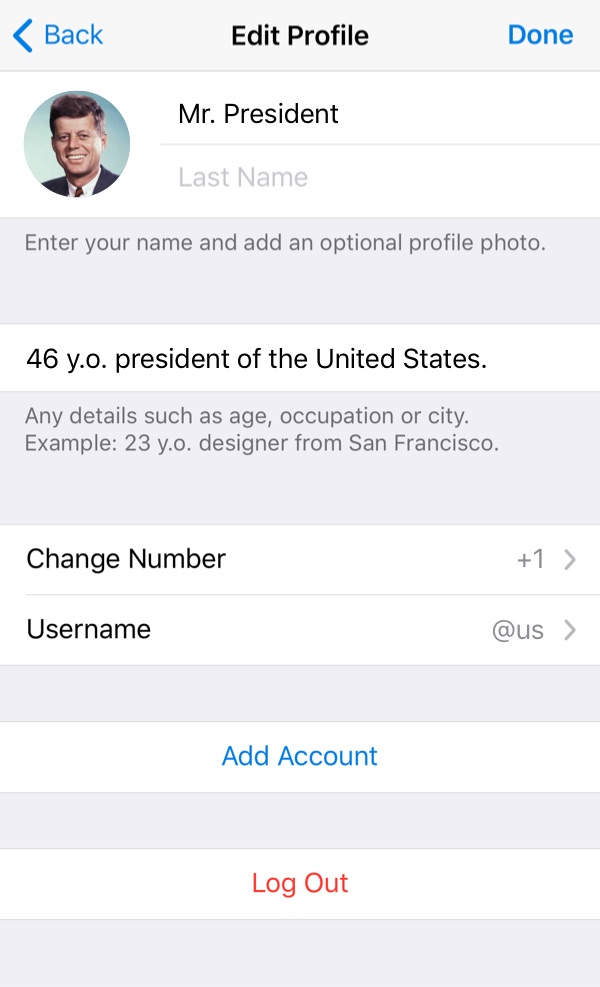 Back
Edit Profile
Done
Mr. President
Last Name
Enter your name and add an optional profile photo.
46 y.o. president of the United States.
Any details such as age, occupation or city.
Example: 23 y.o. designer from San Francisco.
Change Number +1
Username @us
Add Account
Log Out